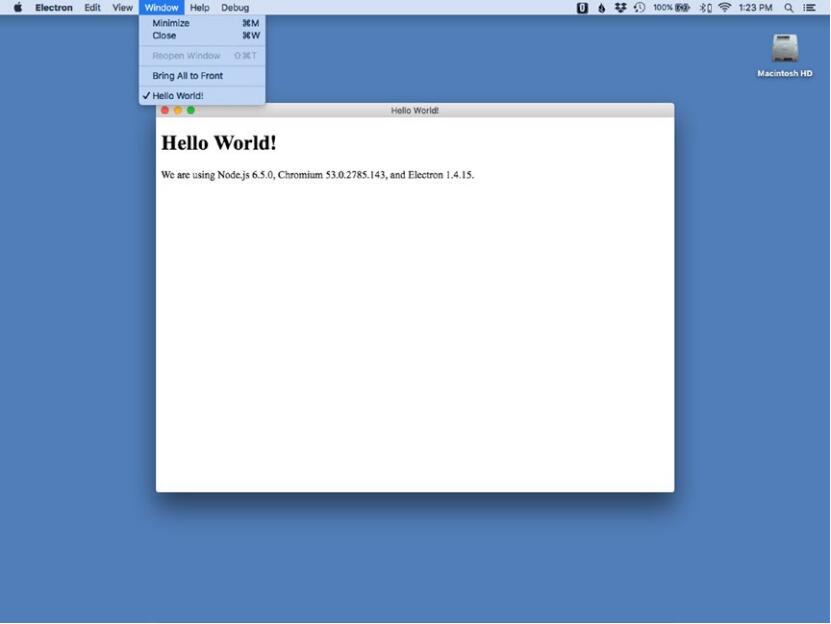 Electron Edit View Window Help Debug 100% 1:23 PM
Minimize ⌘M
Close ⌘W
Reopen Window ⇧⌘T
Bring All to Front
✓ Hello World!
Macintosh HD
Hello World!
Hello World!
We are using Node.js 6.5.0, Chromium 53.0.2785.143, and Electron 1.4.15.